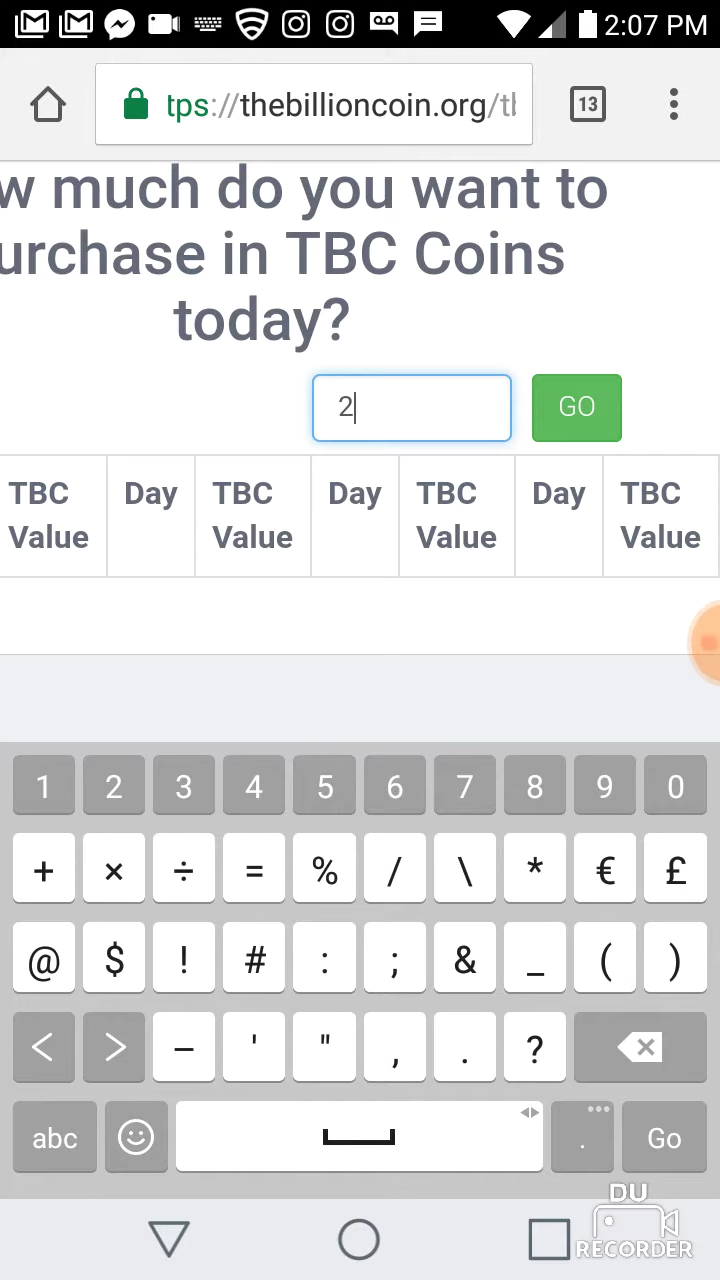 2:07 PM
tps://thebillioncoin.org/tl
13
w much do you want to
urchase in TBC Coins
today?
2
GO
TBC Value
Day
TBC Value
Day
TBC Value
Day
TBC Value
1 2 3 4 5 6 7 8 9 0
+ × ÷ = % / \ * € £
@ $ ! # : ; & _ ( )
< > – ' " , . ?
abc
.
Go
DU
RECORDER